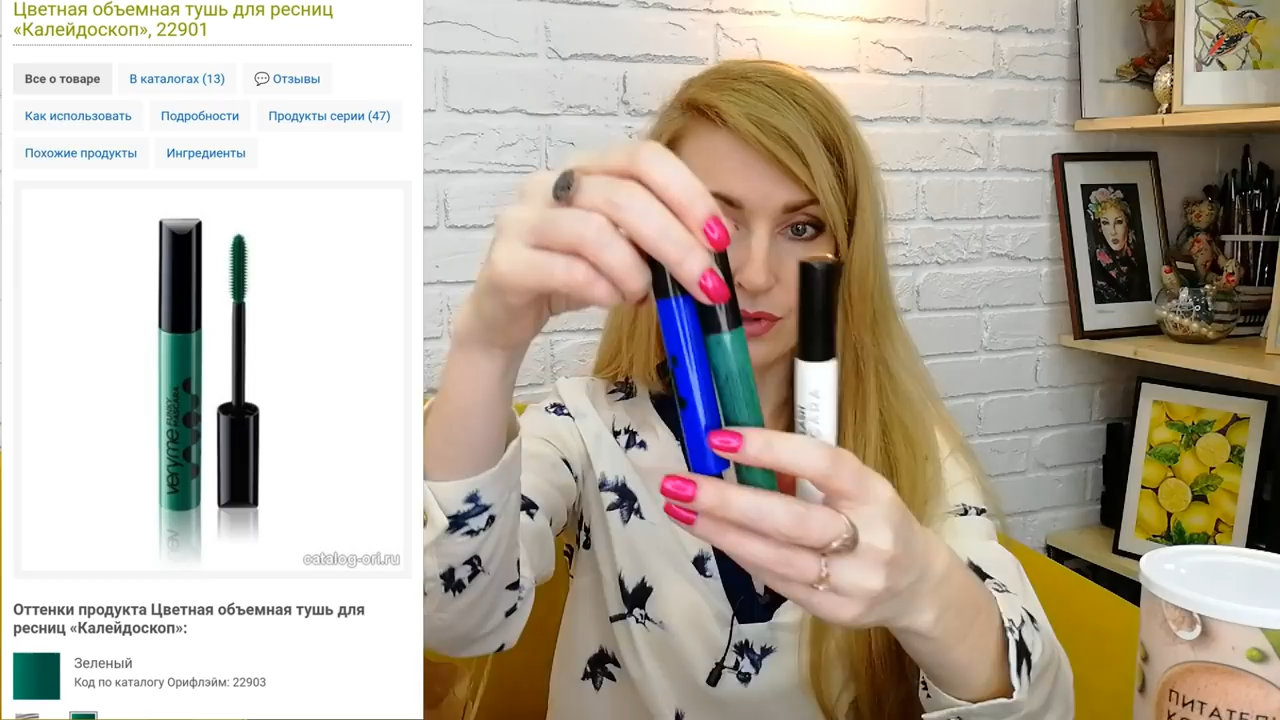 Цветная объемная тушь для ресниц
«Калейдоскоп», 22901
Все о товаре
В каталогах (13)
Отзывы
Как использовать
Подробности
Продукты серии (47)
Похожие продукты
Ингредиенты
veryme
catalog-ori.ru
Оттенки продукта Цветная объемная тушь для
ресниц «Калейдоскоп»:
Зеленый
Код по каталогу Орифлэйм: 22903